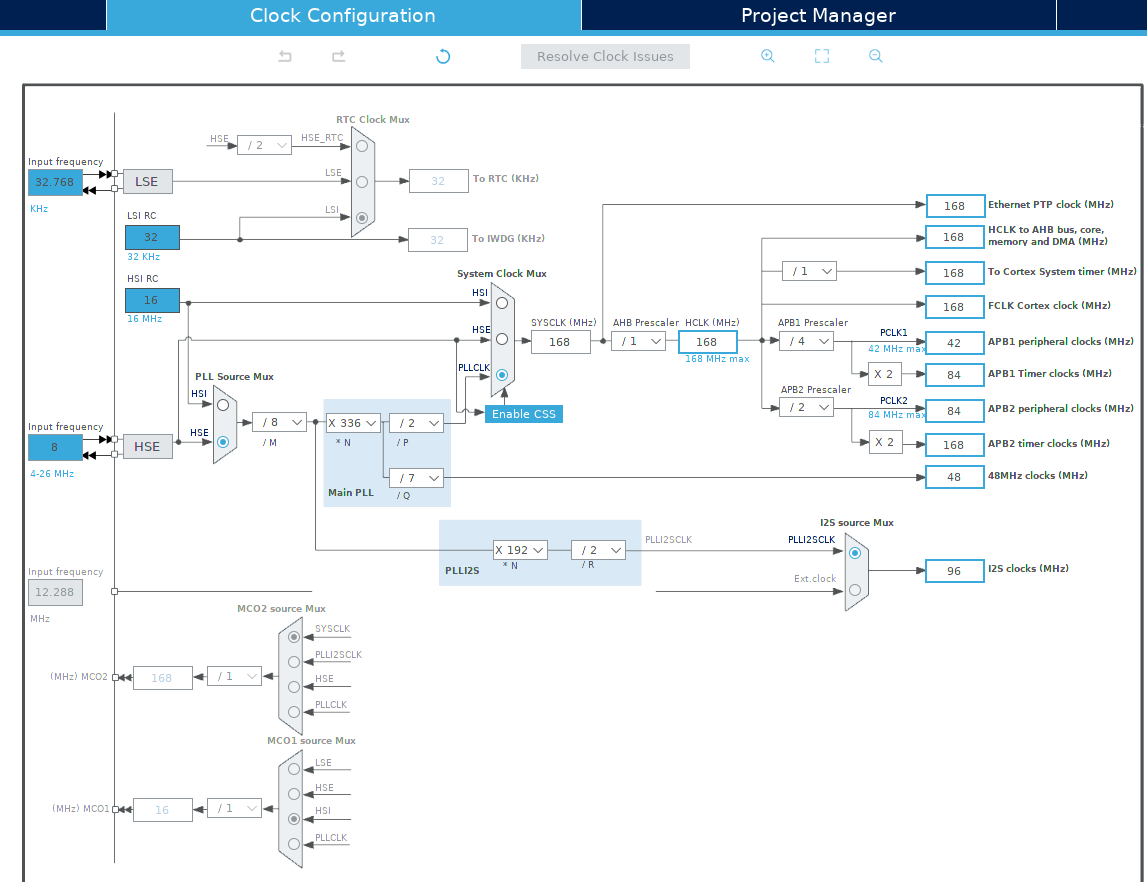 Clock Configuration
Project Manager
Resolve Clock Issues
RTC Clock Mux
HSE
/ 2
HSE_RTC
Input frequency
32.768
KHz
LSE
LSE
32
To RTC (KHz)
LSI RC
32
32 KHz
LSI
32
To IWDG (KHz)
168
Ethernet PTP clock (MHz)
168
HCLK to AHB bus, core,
memory and DMA (MHz)
/ 1
168
To Cortex System timer (MHz)
168
FCLK Cortex clock (MHz)
HSI RC
16
16 MHz
System Clock Mux
HSI
HSE
PLLCLK
SYSCLK (MHz)
168
AHB Prescaler
/ 1
HCLK (MHz)
168
168 MHz max
APB1 Prescaler
/ 4
PCLK1
42 MHz max
42
APB1 peripheral clocks (MHz)
X 2
84
APB1 Timer clocks (MHz)
APB2 Prescaler
/ 2
PCLK2
84 MHz max
84
APB2 peripheral clocks (MHz)
X 2
168
APB2 timer clocks (MHz)
Enable CSS
PLL Source Mux
HSI
HSE
Input frequency
8
4-26 MHz
HSE
/ 8
/ M
X 336
* N
/ 2
/ P
/ 7
/ Q
Main PLL
48
48MHz clocks (MHz)
PLLI2S
X 192
* N
/ 2
/ R
PLLI2SCLK
I2S source Mux
PLLI2SCLK
Ext.clock
96
I2S clocks (MHz)
Input frequency
12.288
MHz
MCO2 source Mux
SYSCLK
PLLI2SCLK
HSE
PLLCLK
(MHz) MCO2
168
/ 1
MCO1 source Mux
LSE
HSE
HSI
PLLCLK
(MHz) MCO1
16
/ 1